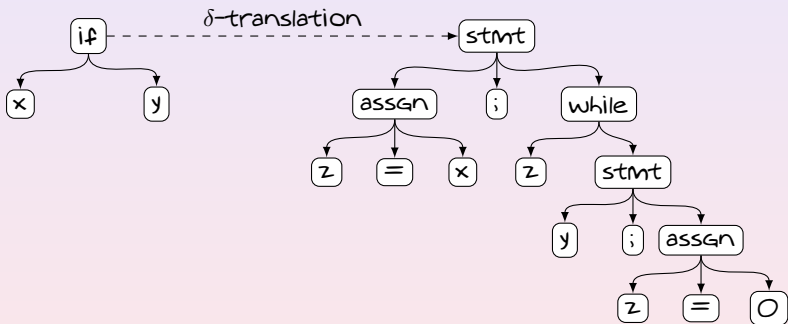 δ-translation
if stmt
x y assgn ; while
z = x z stmt
y ; assgn
z = 0